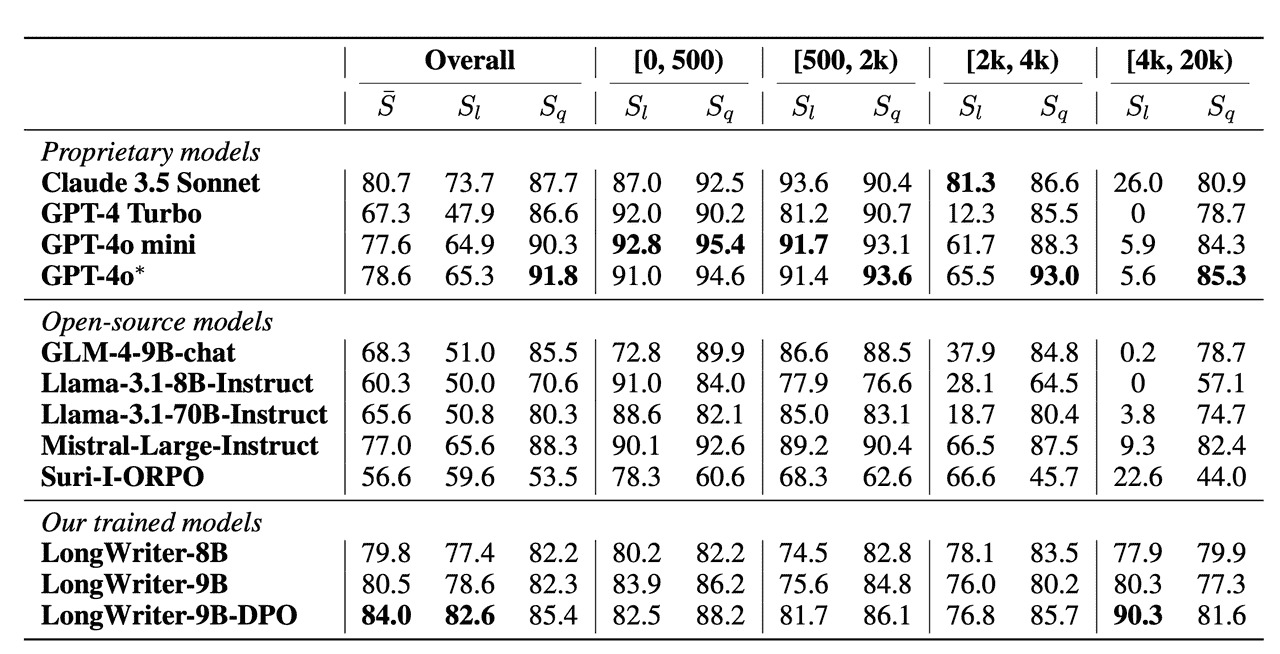 Overall [0, 500) [500, 2k) [2k, 4k) [4k, 20k)
S̄ Sl Sq Sl Sq Sl Sq Sl Sq Sl Sq
Proprietary models
Claude 3.5 Sonnet 80.7 73.7 87.7 87.0 92.5 93.6 90.4 81.3 86.6 26.0 80.9
GPT-4 Turbo 67.3 47.9 86.6 92.0 90.2 81.2 90.7 12.3 85.5 0 78.7
GPT-4o mini 77.6 64.9 90.3 92.8 95.4 91.7 93.1 61.7 88.3 5.9 84.3
GPT-4o* 78.6 65.3 91.8 91.0 94.6 91.4 93.6 65.5 93.0 5.6 85.3
Open-source models
GLM-4-9B-chat 68.3 51.0 85.5 72.8 89.9 86.6 88.5 37.9 84.8 0.2 78.7
Llama-3.1-8B-Instruct 60.3 50.0 70.6 91.0 84.0 77.9 76.6 28.1 64.5 0 57.1
Llama-3.1-70B-Instruct 65.6 50.8 80.3 88.6 82.1 85.0 83.1 18.7 80.4 3.8 74.7
Mistral-Large-Instruct 77.0 65.6 88.3 90.1 92.6 89.2 90.4 66.5 87.5 9.3 82.4
Suri-I-ORPO 56.6 59.6 53.5 78.3 60.6 68.3 62.6 66.6 45.7 22.6 44.0
Our trained models
LongWriter-8B 79.8 77.4 82.2 80.2 82.2 74.5 82.8 78.1 83.5 77.9 79.9
LongWriter-9B 80.5 78.6 82.3 83.9 86.2 75.6 84.8 76.0 80.2 80.3 77.3
LongWriter-9B-DPO 84.0 82.6 85.4 82.5 88.2 81.7 86.1 76.8 85.7 90.3 81.6